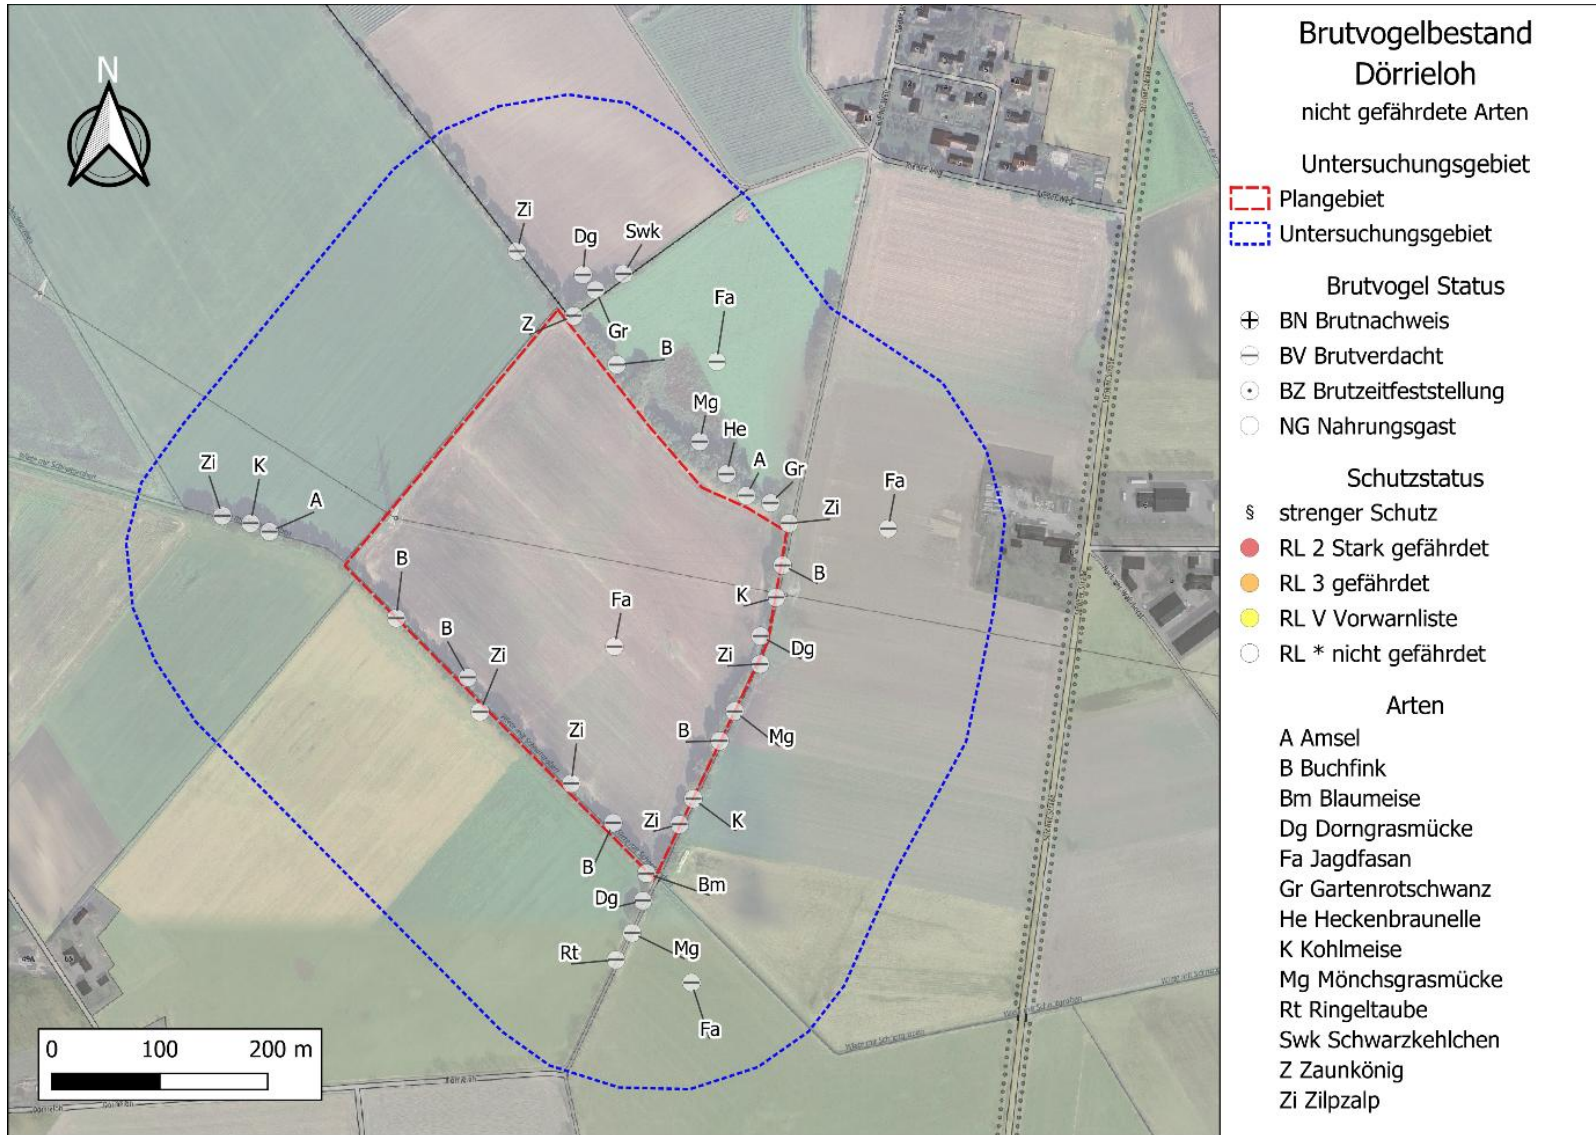 N
Zi
Dg
Swk
Z
Gr
Fa
B
Mg
He
A
Gr
Fa
Zi
Zi
K
A
B
B
K
Fa
B
Zi
Dg
Zi
B
Mg
Zi
Zi
K
B
Bm
Dg
Rt
Mg
Fa
0 100 200 m
Brutvogelbestand
Dörrieloh
nicht gefährdete Arten
Untersuchungsgebiet
Plangebiet
Untersuchungsgebiet
Brutvogel Status
BN Brutnachweis
BV Brutverdacht
BZ Brutzeitfeststellung
NG Nahrungsgast
Schutzstatus
§ strenger Schutz
RL 2 Stark gefährdet
RL 3 gefährdet
RL V Vorwarnliste
RL * nicht gefährdet
Arten
A Amsel
B Buchfink
Bm Blaumeise
Dg Dorngrasmücke
Fa Jagdfasan
Gr Gartenrotschwanz
He Heckenbraunelle
K Kohlmeise
Mg Mönchsgrasmücke
Rt Ringeltaube
Swk Schwarzkehlchen
Z Zaunkönig
Zi Zilpzalp